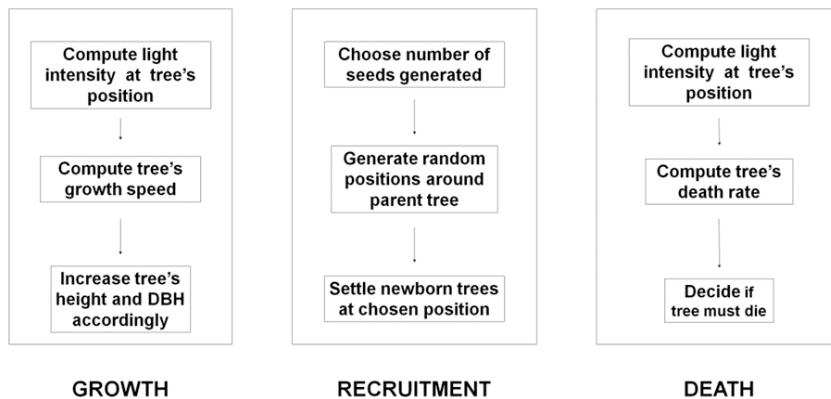 Compute light
intensity at tree's
position
Compute tree's
growth speed
Increase tree's
height and DBH
accordingly
GROWTH
Choose number of
seeds generated
Generate random
positions around
parent tree
Settle newborn trees
at chosen position
RECRUITMENT
Compute light
intensity at tree's
position
Compute tree's
death rate
Decide if
tree must die
DEATH